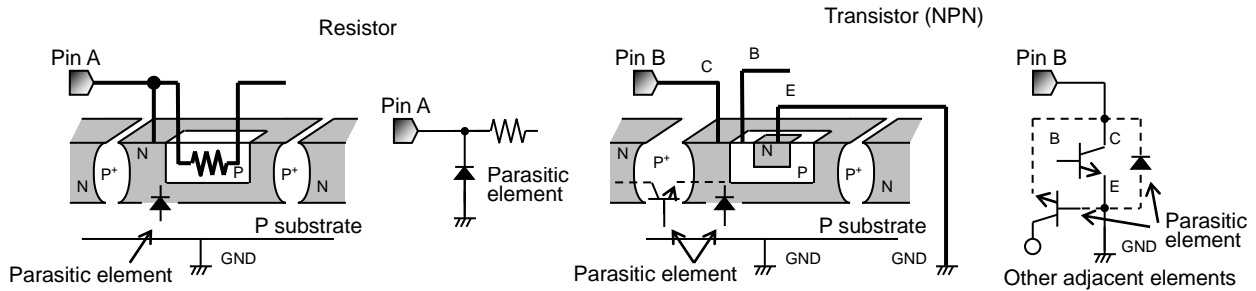 Resistor
Transistor (NPN)
Pin A
Pin B
C
B
E
Pin B
Pin A
N
P
N
P+
P+
N
Parasitic
element
P substrate
GND
Parasitic element
N
P+
N
P
P+
N
P substrate
GND
GND
Parasitic element
B
C
E
Parasitic
element
GND
Other adjacent elements